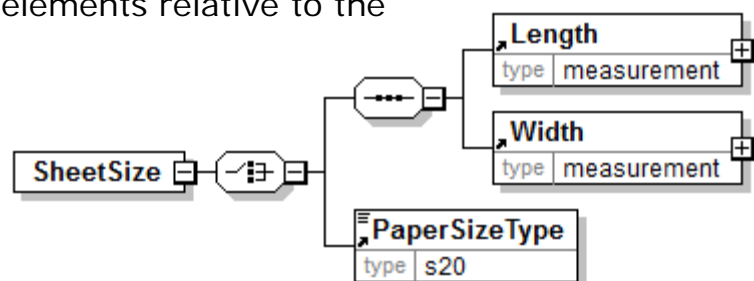 elements relative to the
Length
type measurement
Width
type measurement
SheetSize
PaperSizeType
type s20